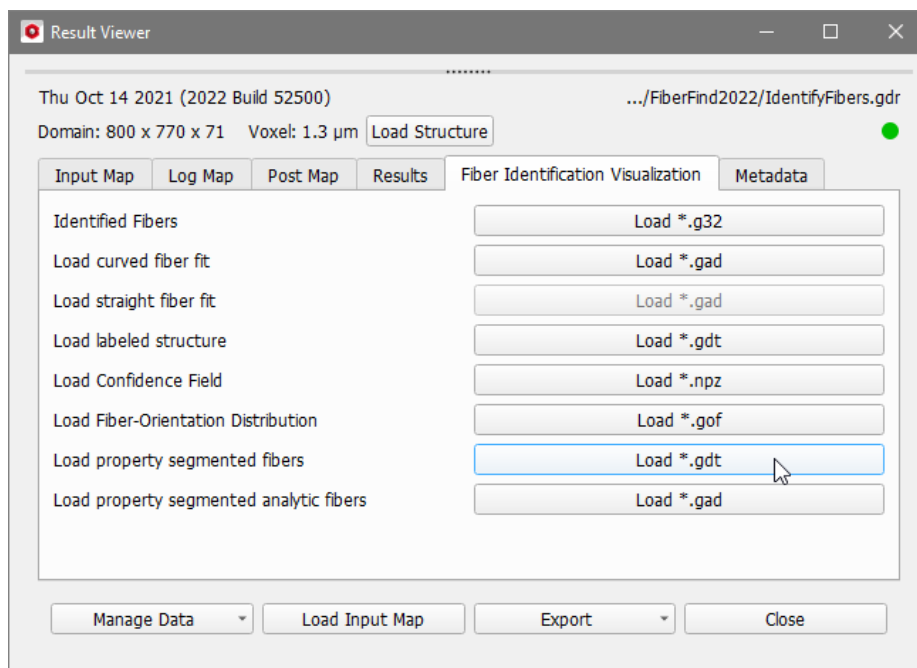 Result Viewer
Thu Oct 14 2021 (2022 Build 52500) .../FiberFind2022/IdentifyFibers.gdr
Domain: 800 x 770 x 71 Voxel: 1.3 µm Load Structure
Input Map Log Map Post Map Results Fiber Identification Visualization Metadata
Identified Fibers Load *.g32
Load curved fiber fit Load *.gad
Load straight fiber fit Load *.gad
Load labeled structure Load *.gdt
Load Confidence Field Load *.npz
Load Fiber-Orientation Distribution Load *.gof
Load property segmented fibers Load *.gdt
Load property segmented analytic fibers Load *.gad
Manage Data Load Input Map Export Close